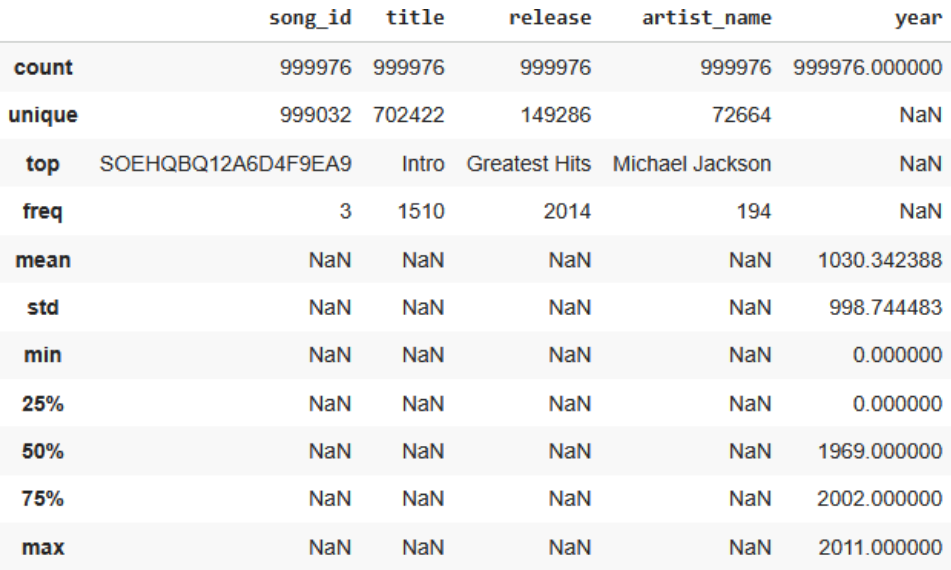 song_id title release artist_name year
count 999976 999976 999976 999976 999976.000000
unique 999032 702422 149286 72664 NaN
top SOEHQBQ12A6D4F9EA9 Intro Greatest Hits Michael Jackson NaN
freq 3 1510 2014 194 NaN
mean NaN NaN NaN NaN 1030.342388
std NaN NaN NaN NaN 998.744483
min NaN NaN NaN NaN 0.000000
25% NaN NaN NaN NaN 0.000000
50% NaN NaN NaN NaN 1969.000000
75% NaN NaN NaN NaN 2002.000000
max NaN NaN NaN NaN 2011.000000